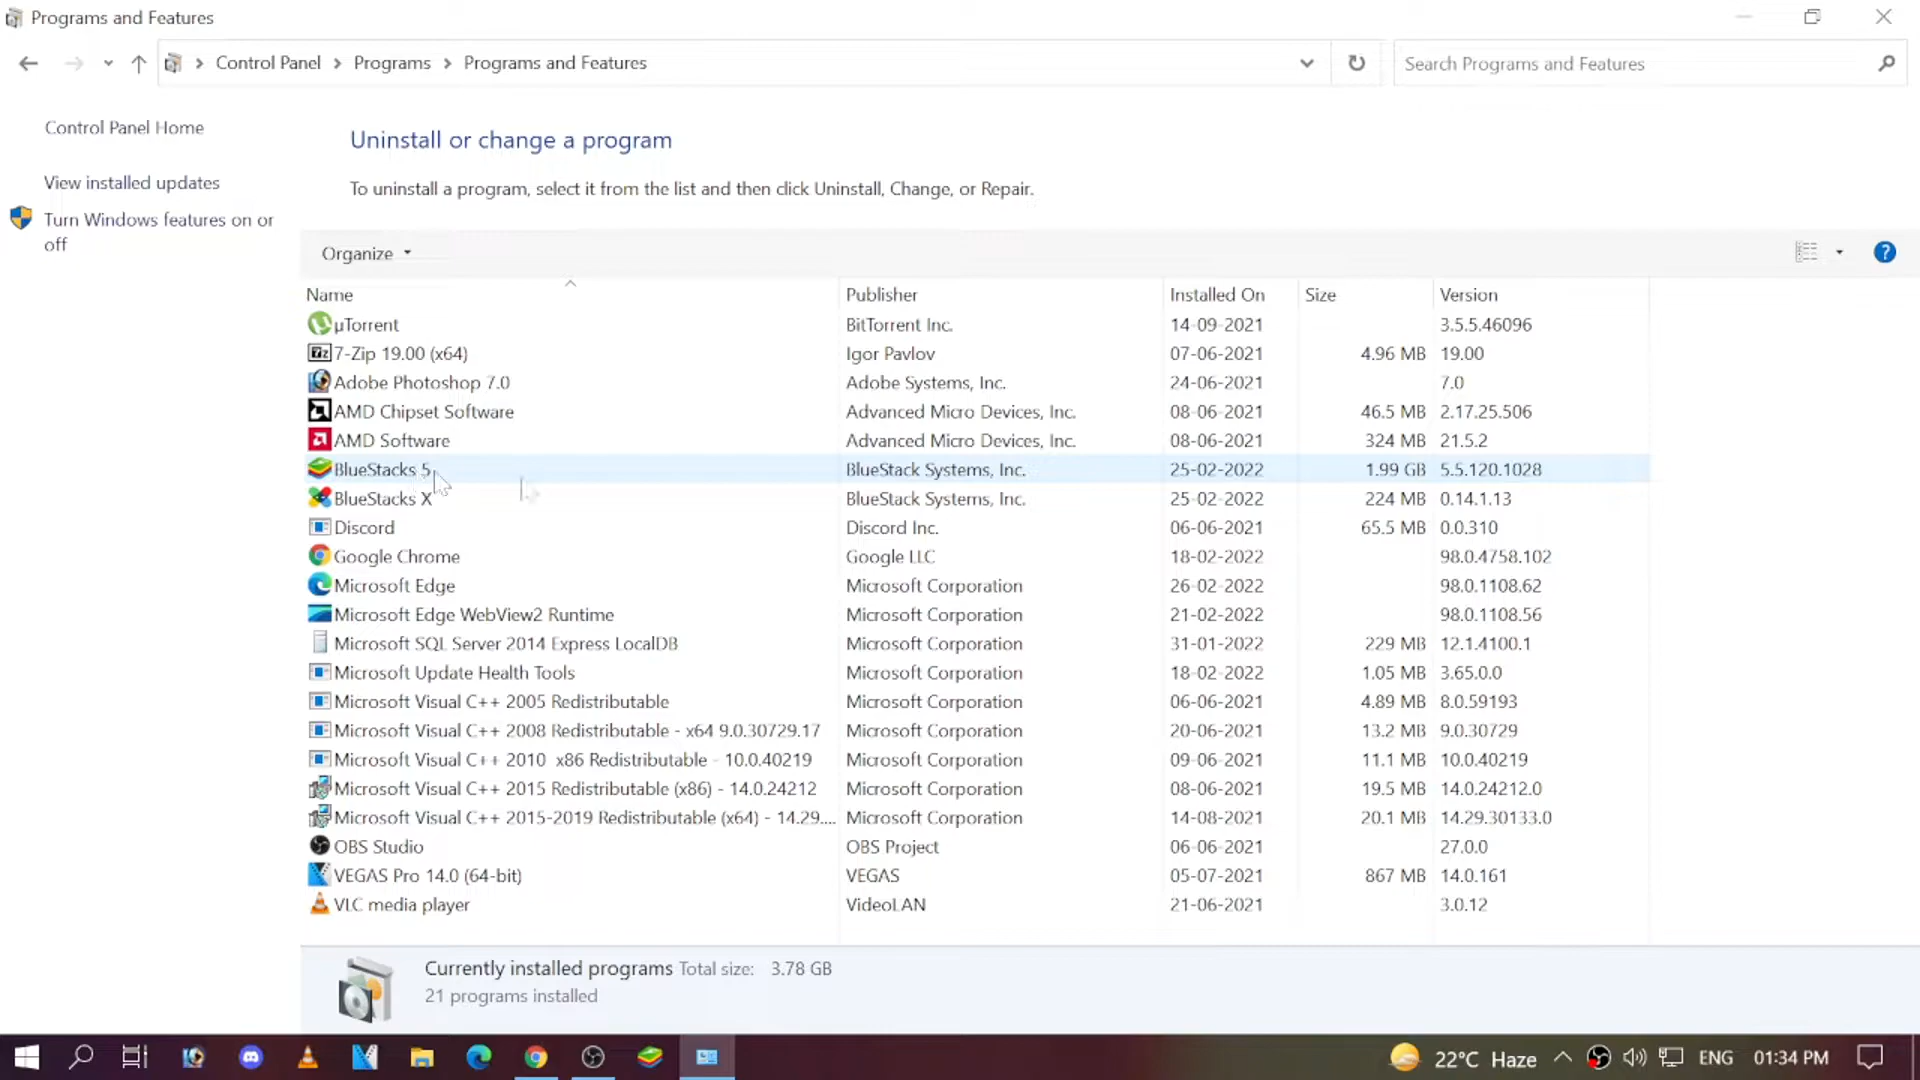 Programs and Features
Control Panel > Programs > Programs and Features
Search Programs and Features
Control Panel Home
View installed updates
Turn Windows features on or
off
Uninstall or change a program
To uninstall a program, select it from the list and then click Uninstall, Change, or Repair.
Organize
Name Publisher Installed On Size Version
µTorrent BitTorrent Inc. 14-09-2021 3.5.5.46096
7-Zip 19.00 (x64) Igor Pavlov 07-06-2021 4.96 MB 19.00
Adobe Photoshop 7.0 Adobe Systems, Inc. 24-06-2021 7.0
AMD Chipset Software Advanced Micro Devices, Inc. 08-06-2021 46.5 MB 2.17.25.506
AMD Software Advanced Micro Devices, Inc. 08-06-2021 324 MB 21.5.2
BlueStacks 5 BlueStack Systems, Inc. 25-02-2022 1.99 GB 5.5.120.1028
BlueStacks X BlueStack Systems, Inc. 25-02-2022 224 MB 0.14.1.13
Discord Discord Inc. 06-06-2021 65.5 MB 0.0.310
Google Chrome Google LLC 18-02-2022 98.0.4758.102
Microsoft Edge Microsoft Corporation 26-02-2022 98.0.1108.62
Microsoft Edge WebView2 Runtime Microsoft Corporation 21-02-2022 98.0.1108.56
Microsoft SQL Server 2014 Express LocalDB Microsoft Corporation 31-01-2022 229 MB 12.1.4100.1
Microsoft Update Health Tools Microsoft Corporation 18-02-2022 1.05 MB 3.65.0.0
Microsoft Visual C++ 2005 Redistributable Microsoft Corporation 06-06-2021 4.89 MB 8.0.59193
Microsoft Visual C++ 2008 Redistributable - x64 9.0.30729.17 Microsoft Corporation 20-06-2021 13.2 MB 9.0.30729
Microsoft Visual C++ 2010 x86 Redistributable - 10.0.40219 Microsoft Corporation 09-06-2021 11.1 MB 10.0.40219
Microsoft Visual C++ 2015 Redistributable (x86) - 14.0.24212 Microsoft Corporation 08-06-2021 19.5 MB 14.0.24212.0
Microsoft Visual C++ 2015-2019 Redistributable (x64) - 14.29.... Microsoft Corporation 14-08-2021 20.1 MB 14.29.30133.0
OBS Studio OBS Project 06-06-2021 27.0.0
VEGAS Pro 14.0 (64-bit) VEGAS 05-07-2021 867 MB 14.0.161
VLC media player VideoLAN 21-06-2021 3.0.12
Currently installed programs Total size: 3.78 GB
21 programs installed
22°C Haze ENG 01:34 PM